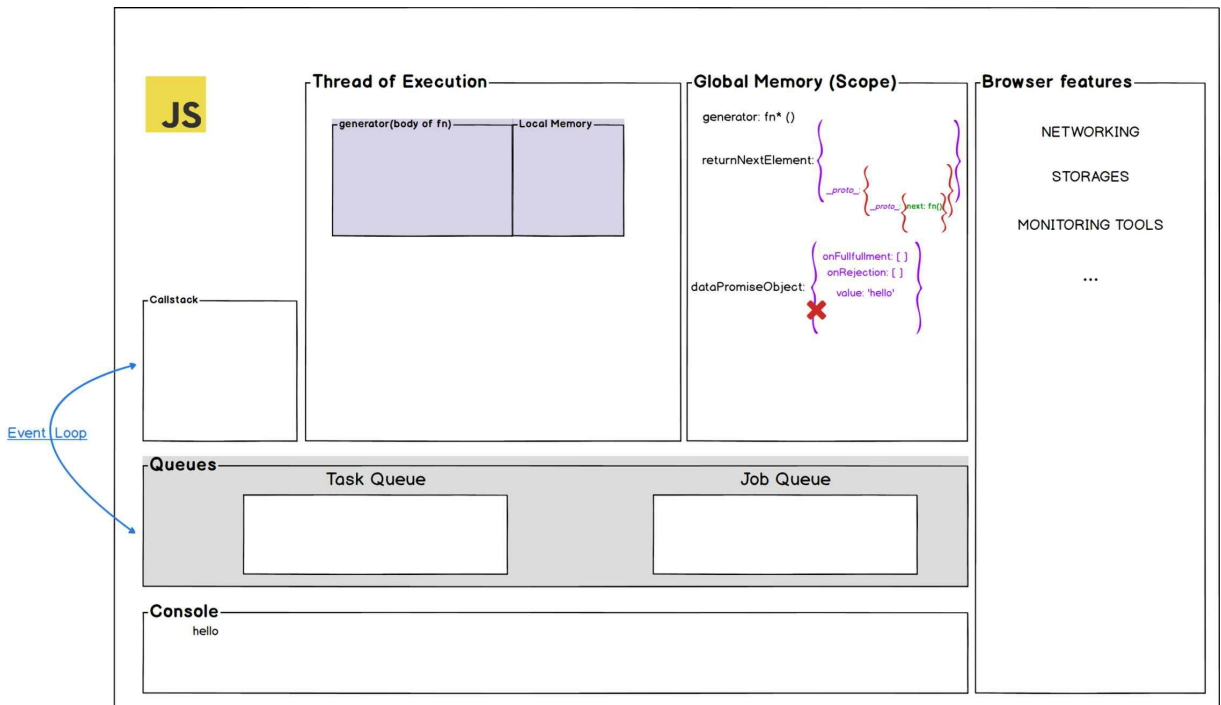 JS
Thread of Execution
generator(body of fn)
Local Memory
Global Memory (Scope)
generator: fn* ()
returnNextElement:
_proto_:
_proto_:
next: fn()
dataPromiseObject:
onFullfullment: [ ]
onRejection: [ ]
value: 'hello'
Browser features
NETWORKING
STORAGES
MONITORING TOOLS
...
Callstack
Event Loop
Queues
Task Queue
Job Queue
Console
hello